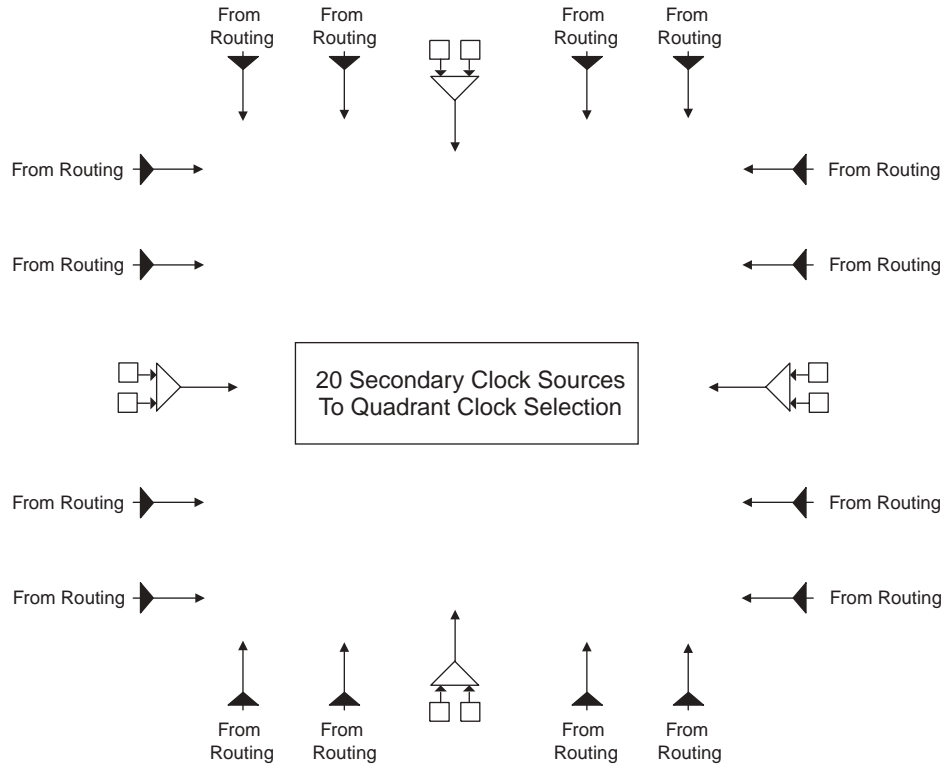 From
Routing
From
Routing
From
Routing
From
Routing
From Routing
From Routing
From Routing
From Routing
20 Secondary Clock Sources
To Quadrant Clock Selection
From Routing
From Routing
From Routing
From Routing
From
Routing
From
Routing
From
Routing
From
Routing